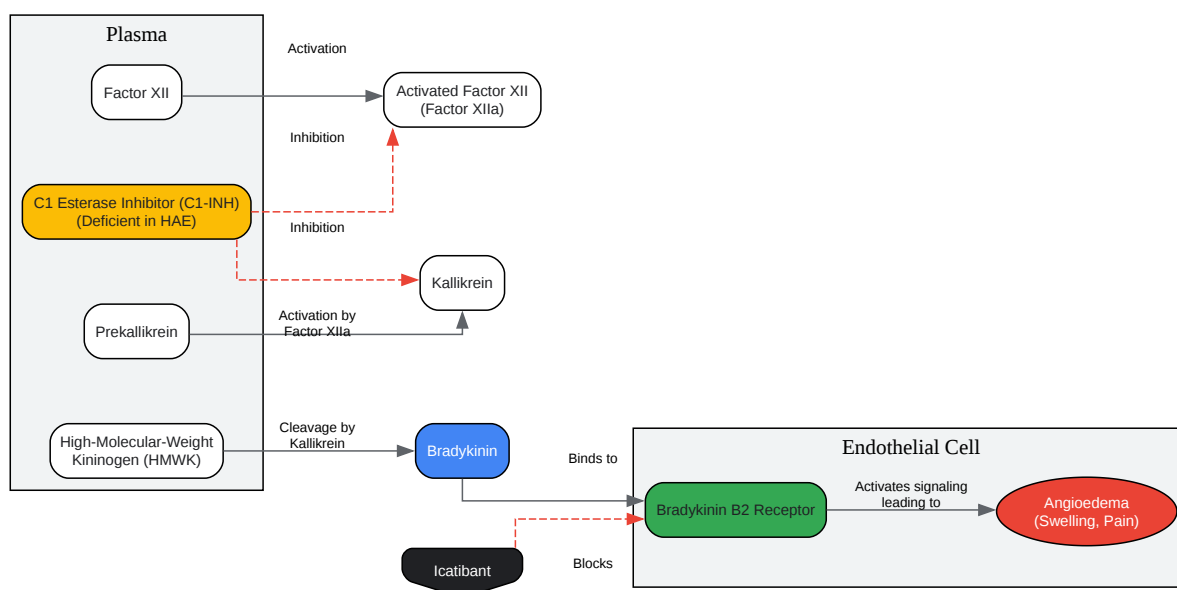 Plasma
Activation
Factor XII
Activated Factor XII
(Factor XIIa)
Inhibition
C1 Esterase Inhibitor (C1-INH)
(Deficient in HAE)
Inhibition
Kallikrein
Prekallikrein
Activation by
Factor XIIa
High-Molecular-Weight
Kininogen (HMWK)
Cleavage by
Kallikrein
Bradykinin
Binds to
Endothelial Cell
Bradykinin B2 Receptor
Activates signaling
leading to
Angioedema
(Swelling, Pain)
Icatibant
Blocks